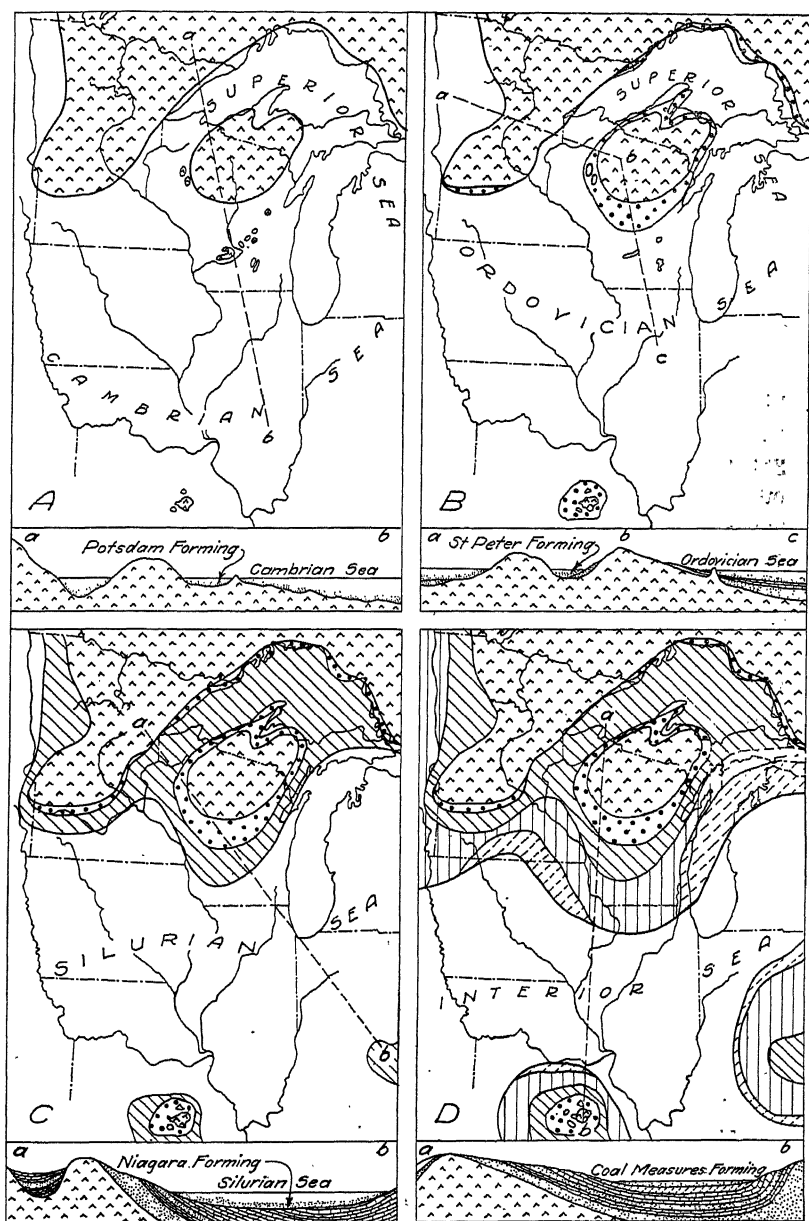 a
SUPERIOR
SEA
SEA
CAMBRIAN
b
A
a b
Potsdam Forming
Cambrian Sea
a
SUPERIOR
b
SEA
SEA
ORDOVICIAN
c
B
a b c
St Peter Forming
Ordovician Sea
a
SEA
SILURIAN
b
C
a b
Niagara Forming
Silurian Sea
a
SEA
INTERIOR
b
D
a b
Coal Measures Forming